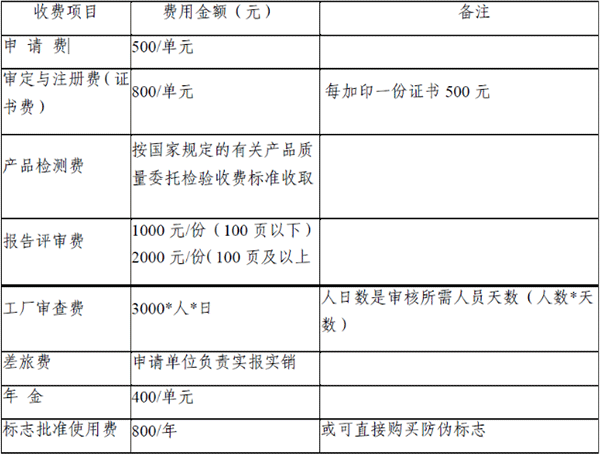 收费项目 费用金额（元） 备注
申 请 费 500/单元
审定与注册费（证
书费） 800/单元 每加印一份证书 500 元
产品检测费 按国家规定的有关产品质
量委托检验收费标准收取
报告评审费 1000 元/份（100 页以下）
2000 元/份（100 页及以上
工厂审查费 3000*人*日 人日数是审核所需人员天数（人数*天
数）
差旅费 申请单位负责实报实销
年 金 400/单元
标志批准使用费 800/年 或可直接购买防伪标志